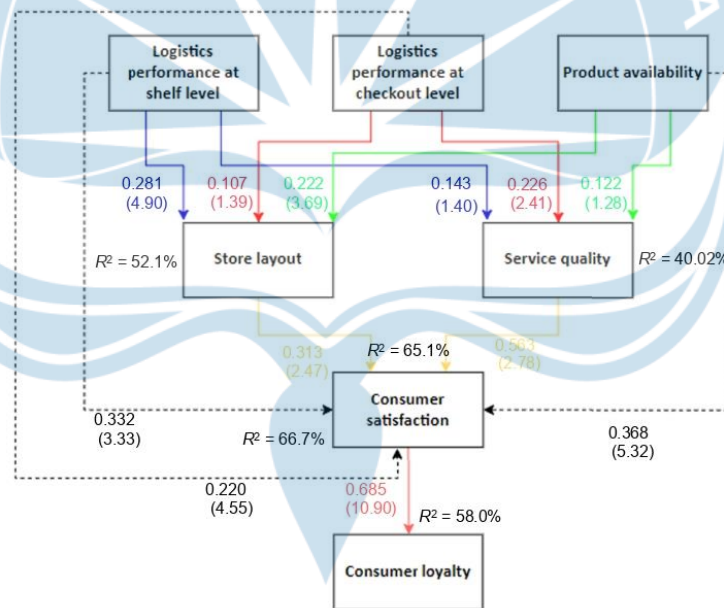 Logistics
performance at
shelf level
Logistics
performance at
checkout level
Product availability
0.281
(4.90)
0.107
(1.39)
0.222
(3.69)
0.143
(1.40)
0.226
(2.41)
0.122
(1.28)
R² = 52.1%
Store layout
Service quality
R² = 40.02%
0.313
(2.47)
R² = 65.1%
0.563
(2.78)
Consumer
satisfaction
0.332
(3.33)
R² = 66.7%
0.368
(5.32)
0.220
(4.55)
0.685
(10.90)
R² = 58.0%
Consumer loyalty